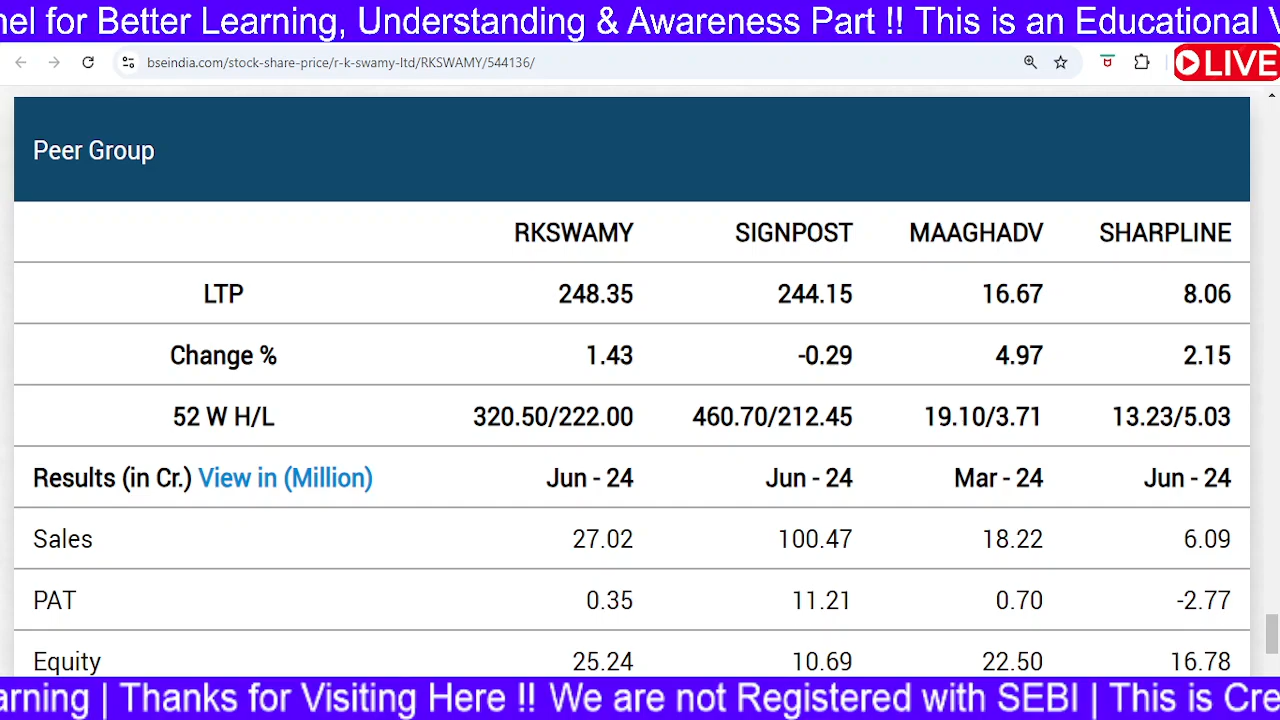 nel for Better Learning, Understanding & Awareness Part !! This is an Educational V
bseindia.com/stock-share-price/r-k-swamy-ltd/RKSWAMY/544136/
LIVE
Peer Group
RKSWAMY SIGNPOST MAAGHADV SHARPLINE
LTP 248.35 244.15 16.67 8.06
Change % 1.43 -0.29 4.97 2.15
52 W H/L 320.50/222.00 460.70/212.45 19.10/3.71 13.23/5.03
Results (in Cr.) View in (Million) Jun - 24 Jun - 24 Mar - 24 Jun - 24
Sales 27.02 100.47 18.22 6.09
PAT 0.35 11.21 0.70 -2.77
Equity 25.24 10.69 22.50 16.78
arning | Thanks for Visiting Here !! We are not Registered with SEBI | This is Cre